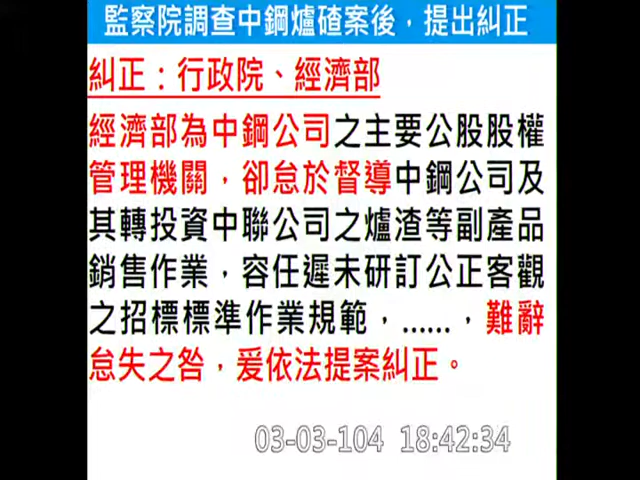 監察院調查中鋼爐碴案後，提出糾正
糾正：行政院、經濟部
經濟部為中鋼公司之主要公股股權
管理機關，卻怠於督導中鋼公司及
其轉投資中聯公司之爐渣等副產品
銷售作業，容任遲未研訂公正客觀
之招標標準作業規範，……，難辭
怠失之咎，爰依法提案糾正。
03-03-104 18:42:34